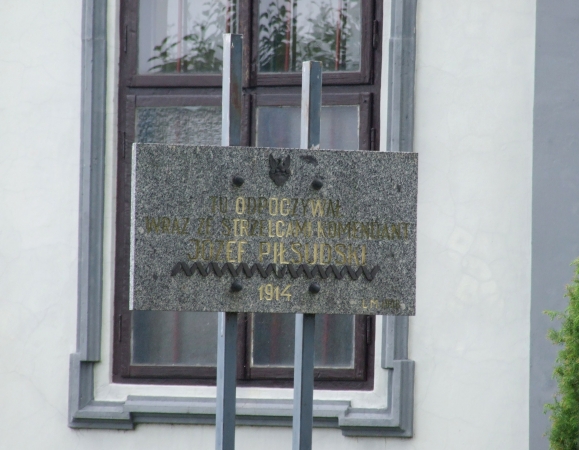 TU ODPOCZYWAŁ
WRAZ ZE STRZELCAMI KOMENDANT
JÓZEF PIŁSUDSKI
1914